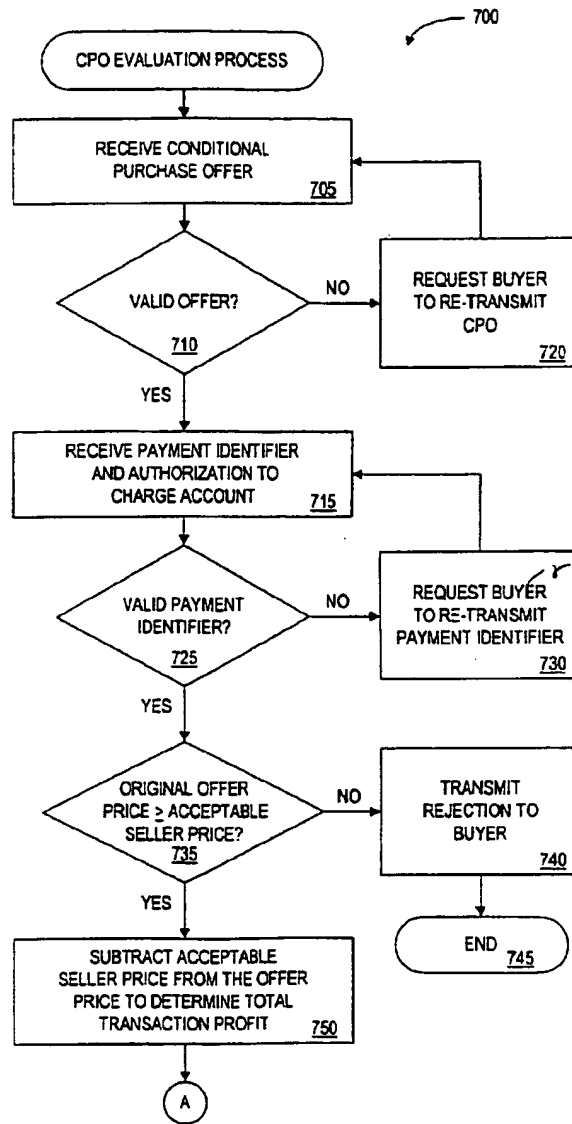 700
CPO EVALUATION PROCESS
RECEIVE CONDITIONAL
PURCHASE OFFER
705
VALID OFFER?
710
NO
REQUEST BUYER
TO RE-TRANSMIT
CPO
720
YES
RECEIVE PAYMENT IDENTIFIER
AND AUTHORIZATION TO
CHARGE ACCOUNT
715
VALID PAYMENT
IDENTIFIER?
725
NO
REQUEST BUYER
TO RE-TRANSMIT
PAYMENT IDENTIFIER
730
YES
ORIGINAL OFFER
PRICE ≥ ACCEPTABLE
SELLER PRICE?
735
NO
TRANSMIT
REJECTION TO
BUYER
740
END
745
YES
SUBTRACT ACCEPTABLE
SELLER PRICE FROM THE OFFER
PRICE TO DETERMINE TOTAL
TRANSACTION PROFIT
750
A